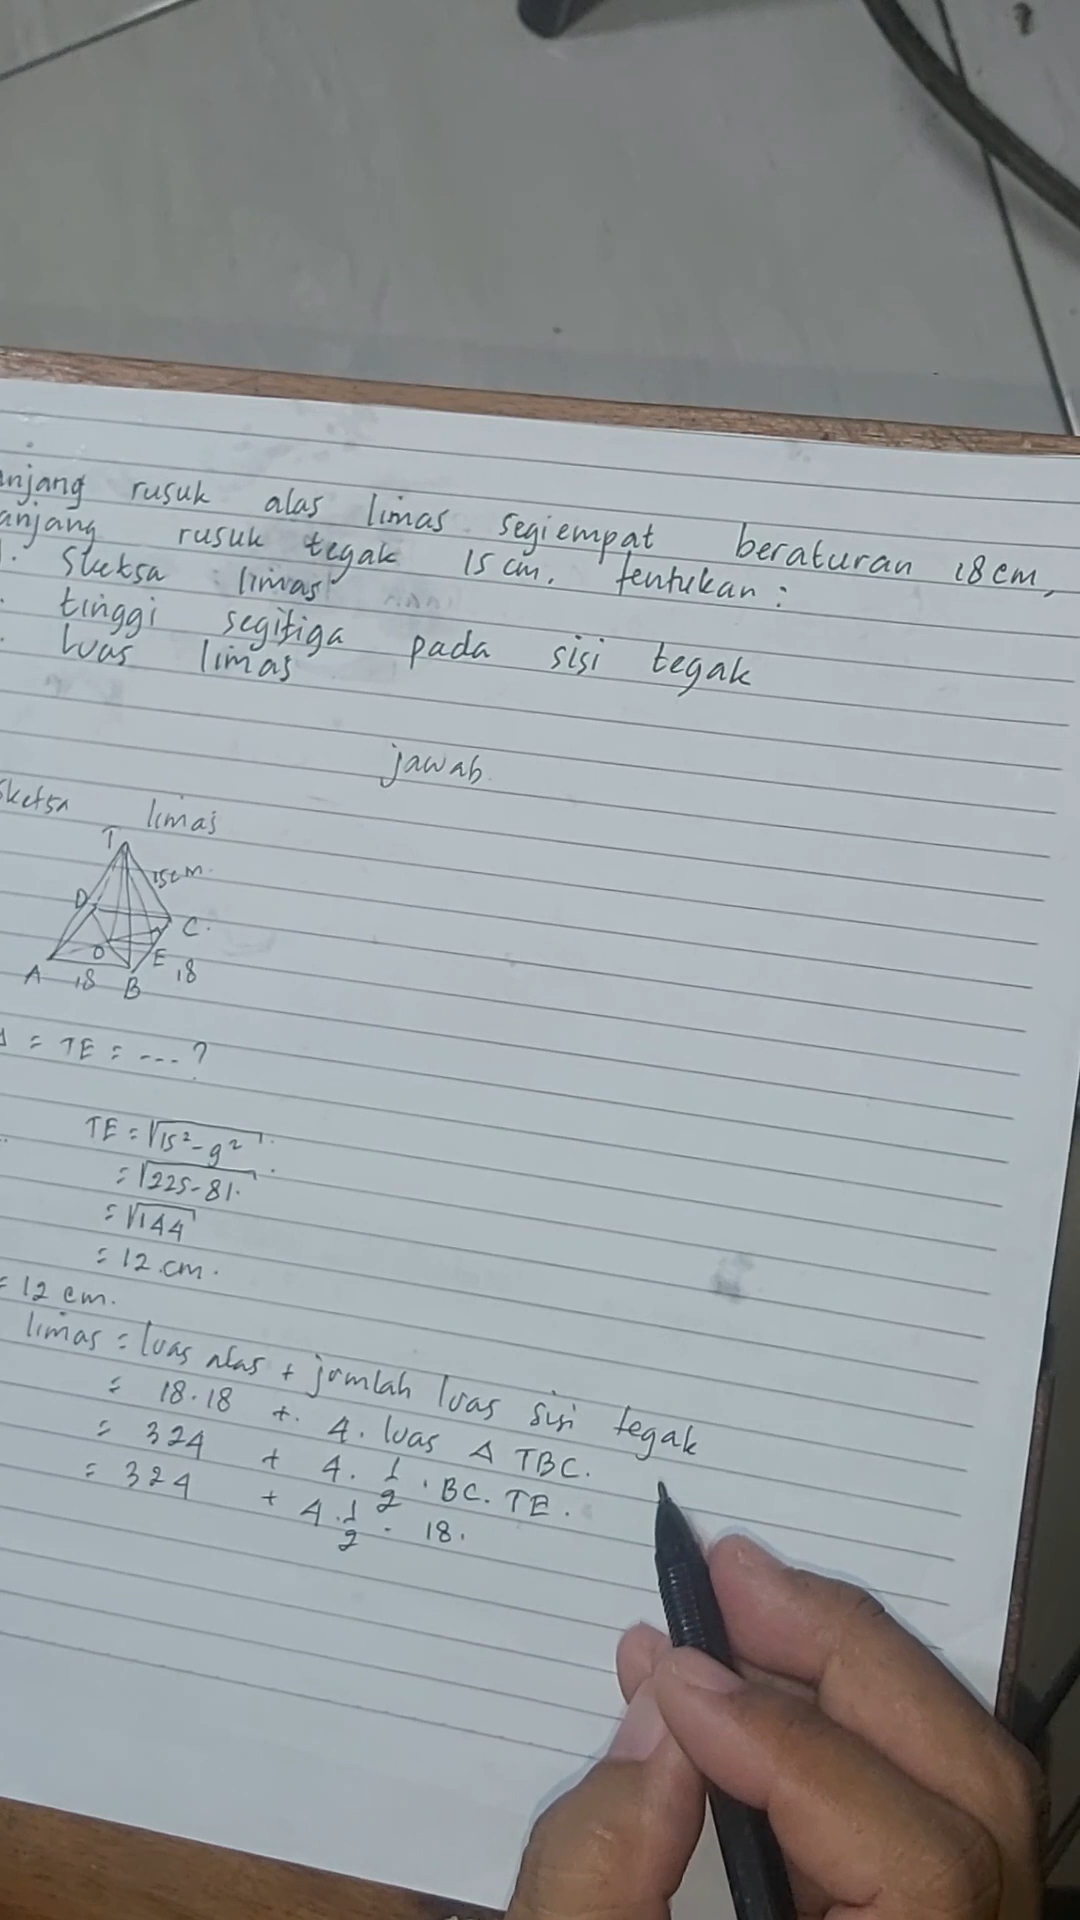 anjang rusuk alas limas segiempat beraturan 18 cm,
anjang rusuk tegak 15 cm. tentukan :
. Sketsa limas
. tinggi segitiga pada sisi tegak
. luas limas
jawab.
sketsa limas
T
15 cm.
D
C.
O
E
A 18 B 18
= TE = ---- ?
TE = √15² - 9²
= √225 - 81.
= √144
= 12 cm.
= 12 cm.
limas = luas alas + jumlah luas sisi tegak
= 18.18 + 4. luas Δ TBC.
= 324 + 4. 1/2 . BC. TE.
= 324 + 4. 1/2 . 18.